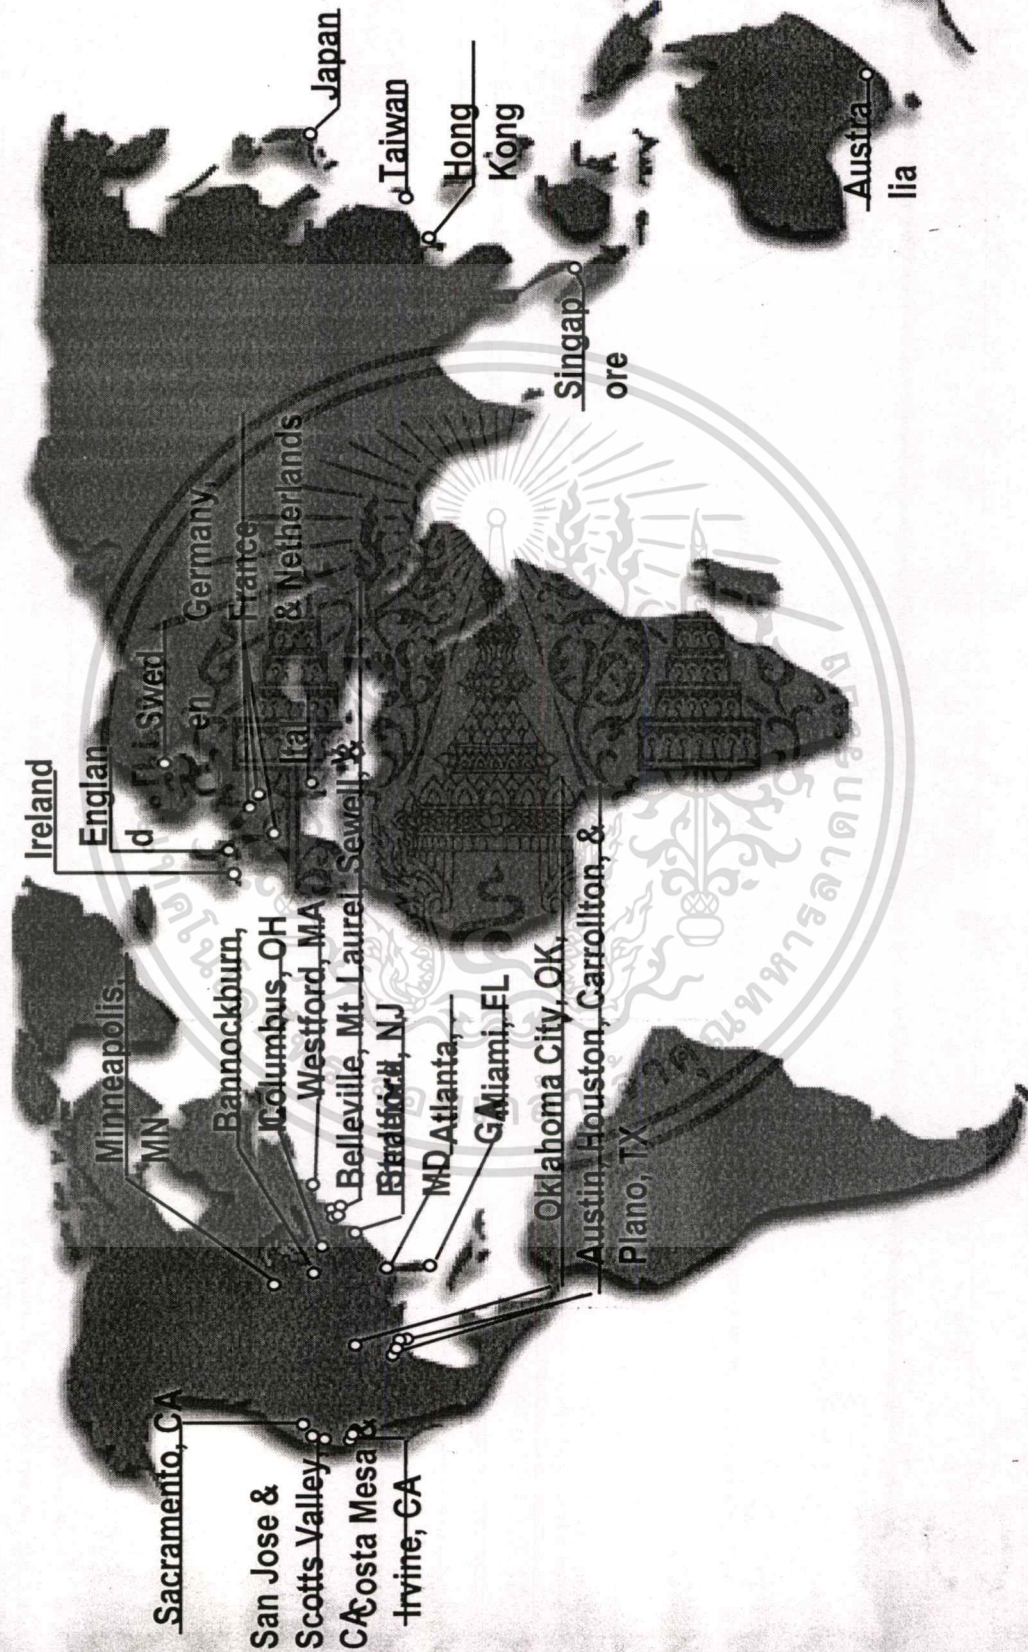 Sacramento, CA
San Jose &
Scotts Valley,
CA
Costa Mesa &
Irvine, CA
Minneapolis,
MN
Bannockburn,
Columbus, OH
Westford, MA
Belleville, Mt. Laurel, Sewell, &
NJ
MD
Atlanta,
GA
Miami, FL
Oklahoma City, OK,
Austin, Houston, Carrollton, &
Plano, TX
Ireland
Englan
d
Swed
en
Germany,
France
& Netherlands
Ital
y
Japan
Taiwan
Hong
Kong
Singap
ore
Austra
lia